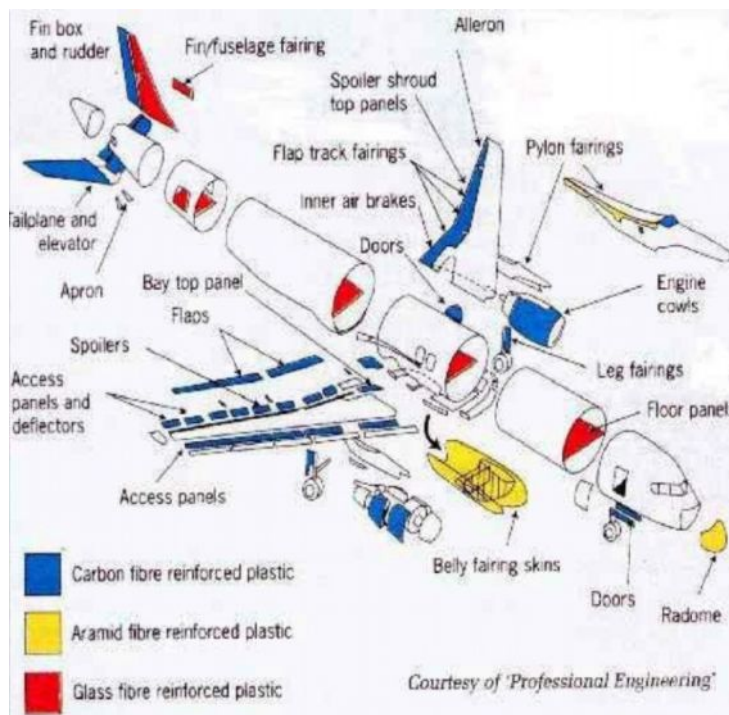 Fin box
and rudder
Fin/fuselage fairing
Alleron
Spoiler shroud
top panels
Flap track fairings
Pylon fairings
Inner air brakes
Tailplane and
elevator
Doors
Apron
Bay top panel
Engine
cowls
Flaps
Spoilers
Leg fairings
Access
panels and
deflectors
Floor panel
Access panels
Belly fairing skins
Doors
Radome
Carbon fibre reinforced plastic
Aramid fibre reinforced plastic
Glass fibre reinforced plastic
Courtesy of 'Professional Engineering'